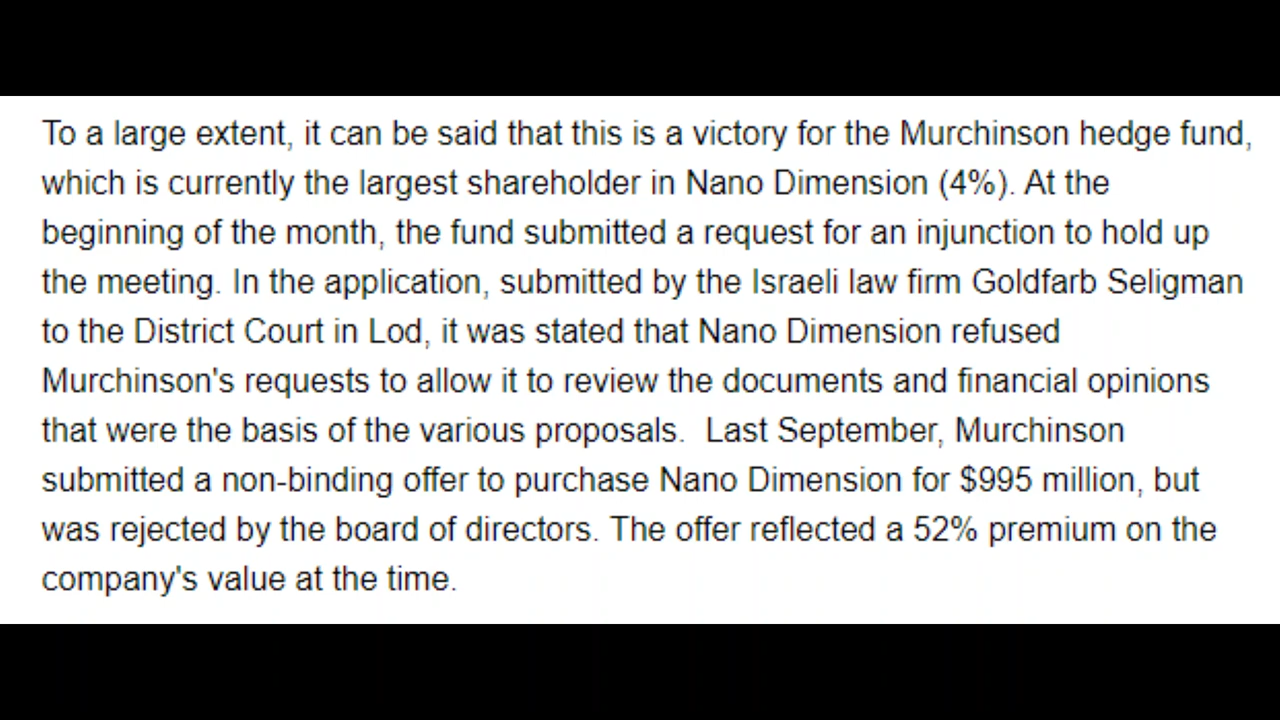 To a large extent, it can be said that this is a victory for the Murchinson hedge fund,
which is currently the largest shareholder in Nano Dimension (4%). At the
beginning of the month, the fund submitted a request for an injunction to hold up
the meeting. In the application, submitted by the Israeli law firm Goldfarb Seligman
to the District Court in Lod, it was stated that Nano Dimension refused
Murchinson's requests to allow it to review the documents and financial opinions
that were the basis of the various proposals.  Last September, Murchinson
submitted a non-binding offer to purchase Nano Dimension for $995 million, but
was rejected by the board of directors. The offer reflected a 52% premium on the
company's value at the time.